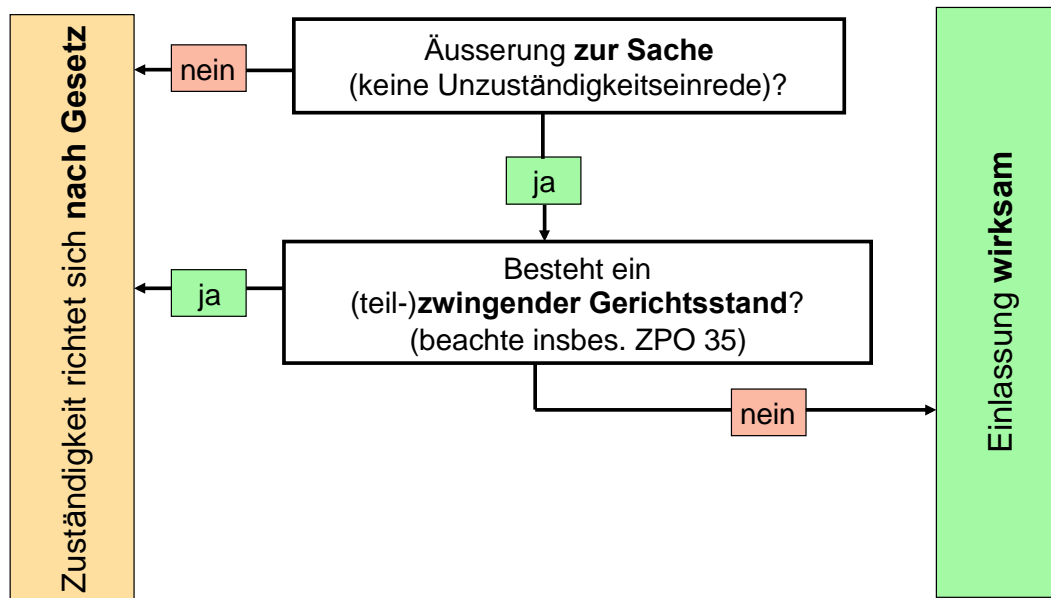 Zuständigkeit richtet sich nach Gesetz
nein
Äusserung zur Sache
(keine Unzuständigkeitseinrede)?
ja
ja
Besteht ein
(teil-)zwingender Gerichtsstand?
(beachte insbes. ZPO 35)
nein
Einlassung wirksam